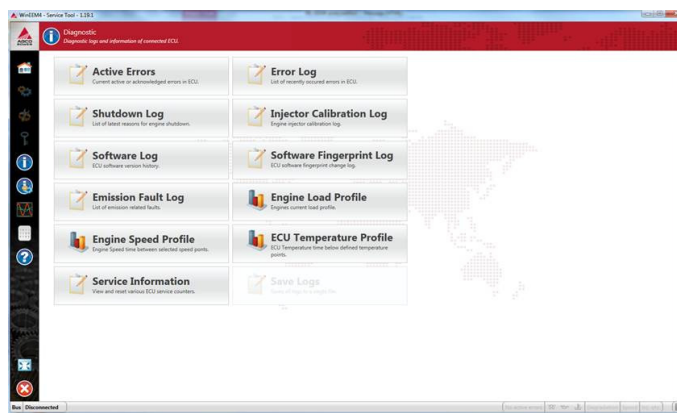 WinEEM4 - Service Tool - 1.19.1
AGCO
Diagnostic
Diagnostic logs and information of connected ECU.
Active Errors
Current active or acknowledged errors in ECU.
Error Log
List of recently occured errors in ECU.
Shutdown Log
List of latest reasons for engine shutdown.
Injector Calibration Log
Engine injector calibration log.
Software Log
ECU software version history.
Software Fingerprint Log
ECU software fingerprint change log.
Emission Fault Log
List of emission related faults.
Engine Load Profile
Engines current load profile.
Engine Speed Profile
Engine Speed time between selected speed points.
ECU Temperature Profile
ECU Temperature time below defined temperature
points.
Service Information
View and reset various ECU service counters.
Save Logs
Bus Disconnected